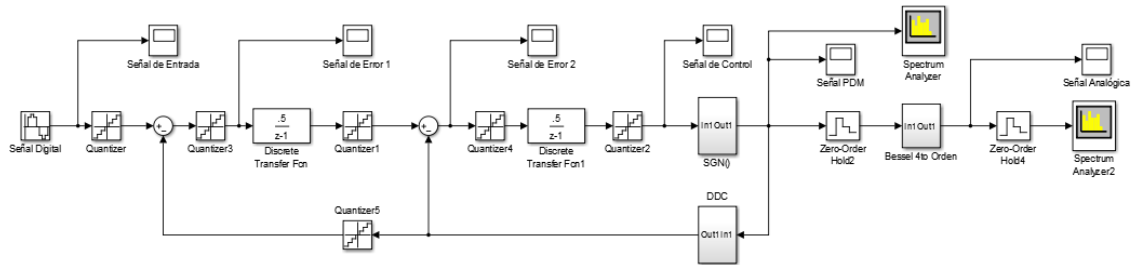 Señal de Entrada
Señal de Error 1
Señal de Error 2
Señal de Control
Spectrum
Analyzer
Señal PDM
Señal Analógica
Señal Digital
Quantizer
+
-
Quantizer3
.5
z-1
Discrete
Transfer Fcn
Quantizer1
+
-
Quantizer4
.5
z-1
Discrete
Transfer Fcn1
Quantizer2
In1 Out1
SGN()
Zero-Order
Hold2
In1 Out1
Bessel 4to Orden
Zero-Order
Hold4
Spectrum
Analyzer2
Quantizer5
DDC
Out1 In1